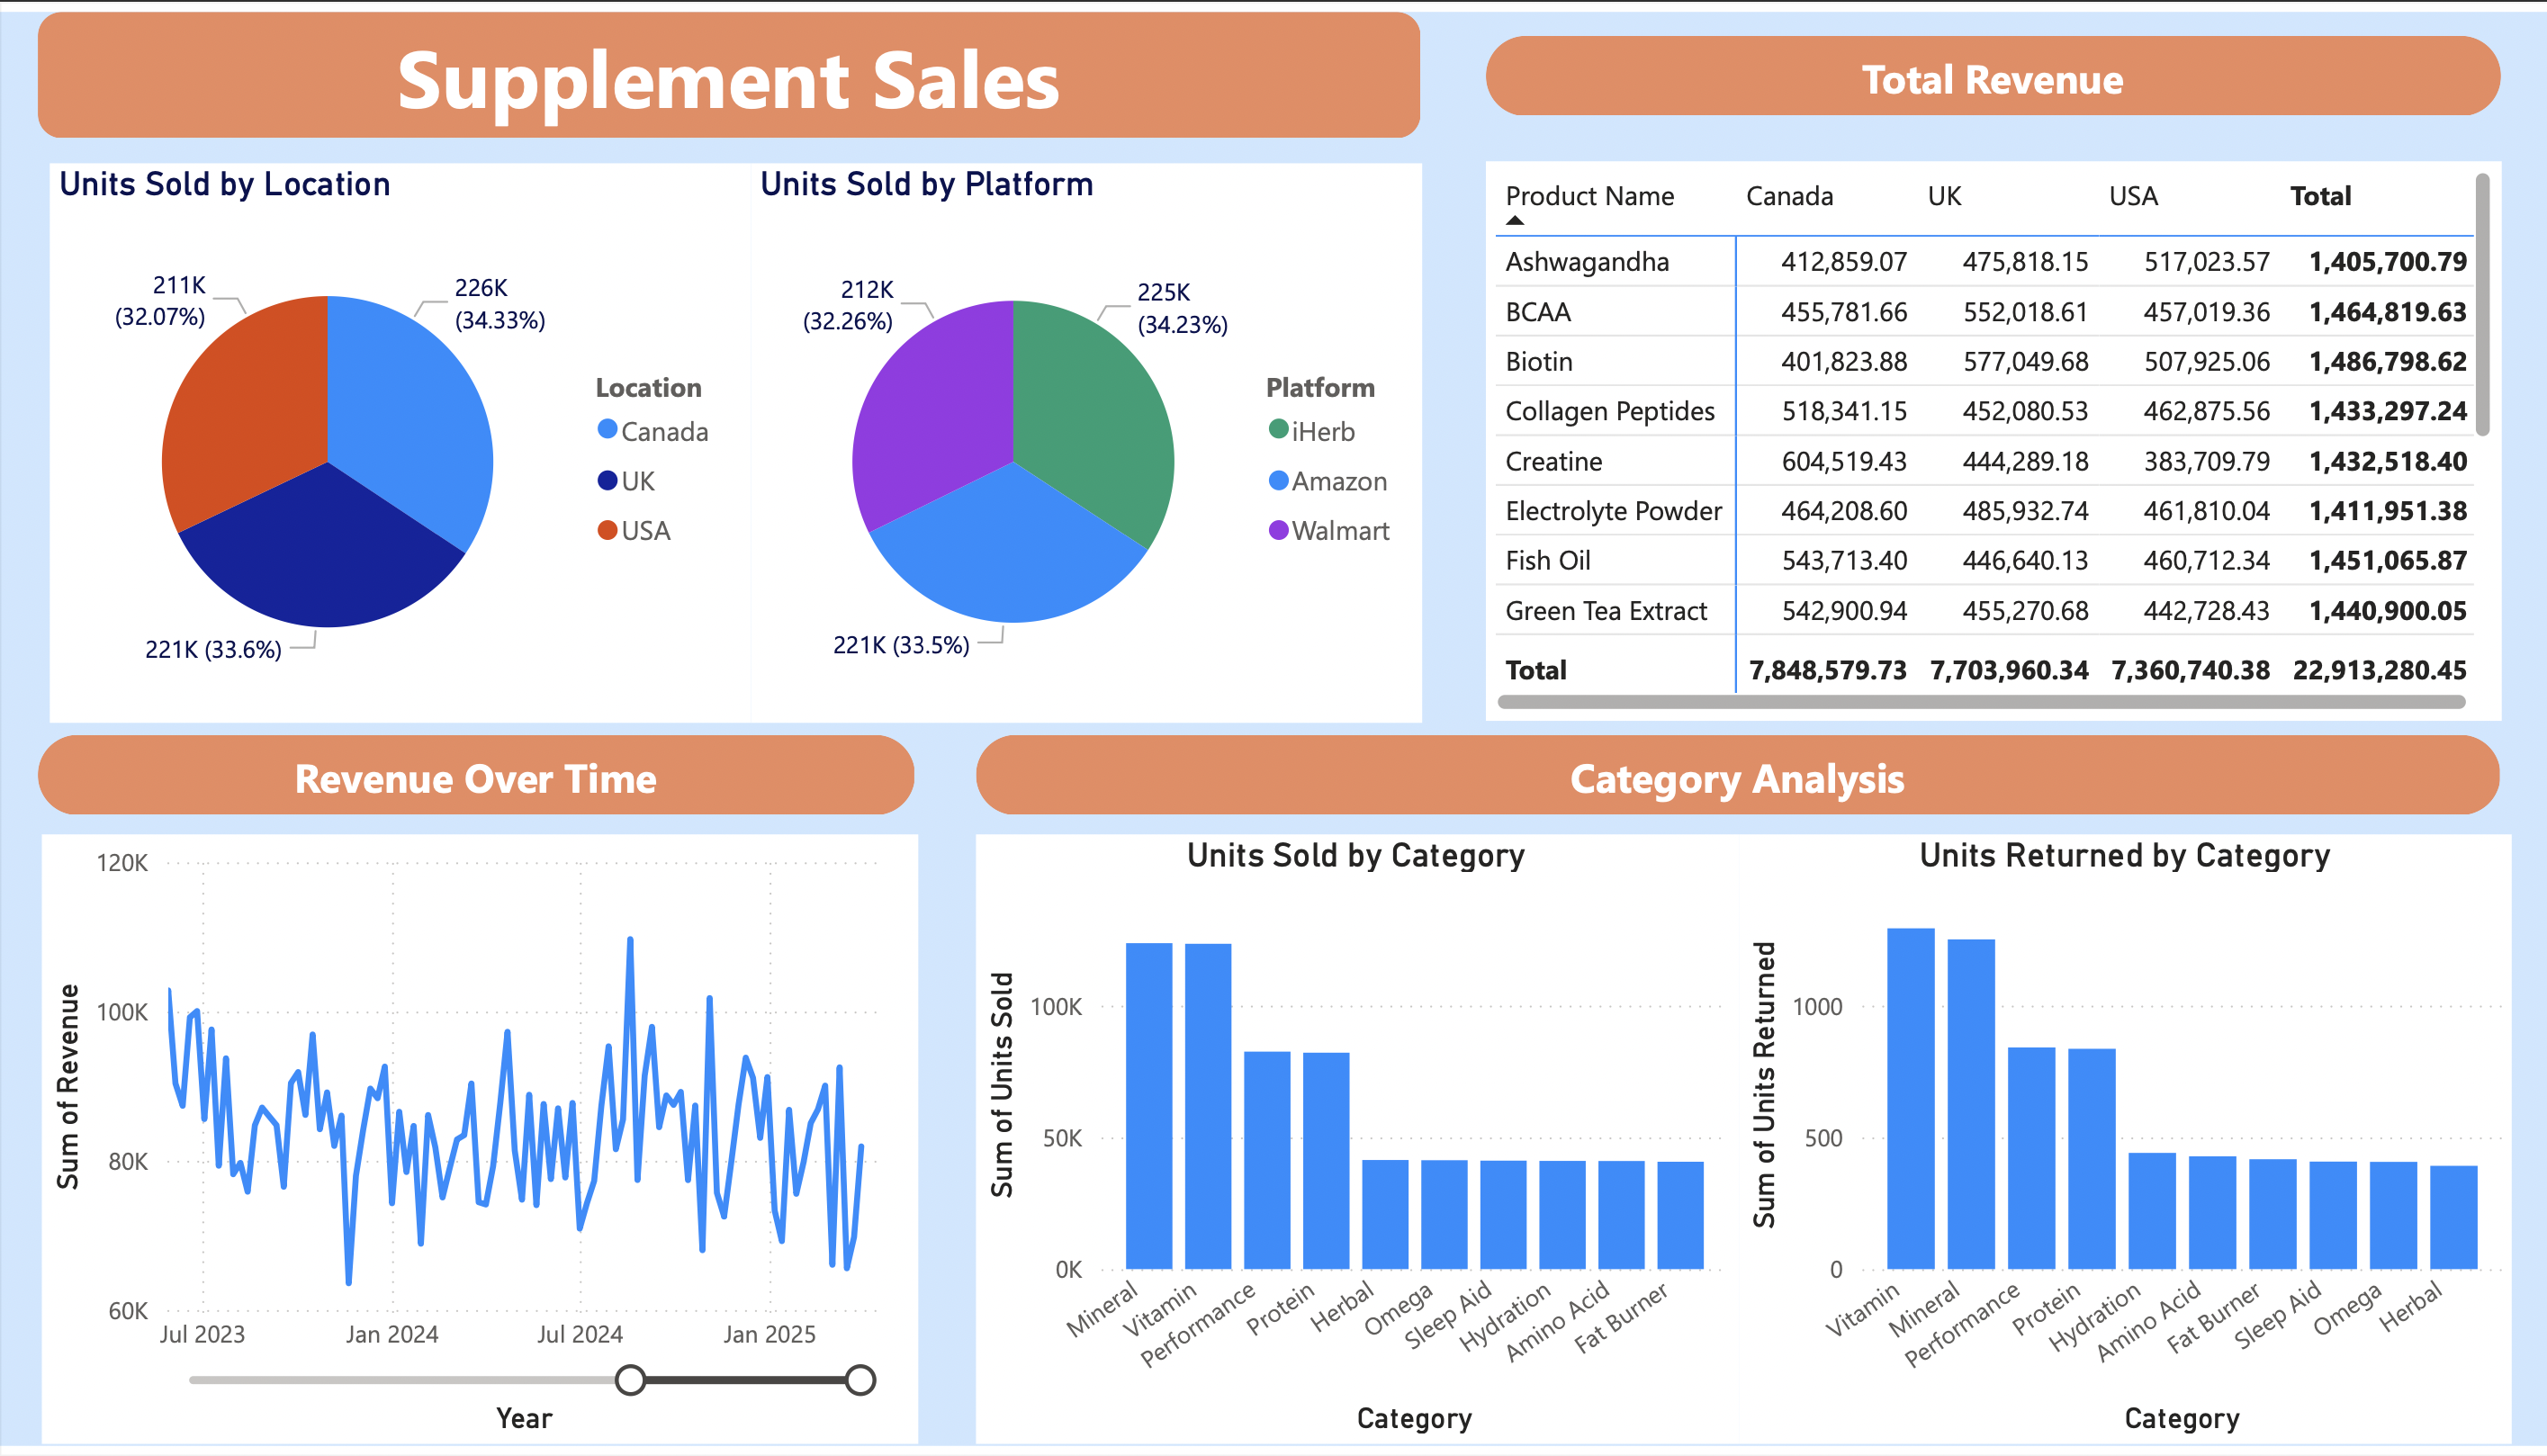 Supplement Sales
Total Revenue
Units Sold by Location
211K
(32.07%)
226K
(34.33%)
221K (33.6%)
Location
Canada
UK
USA
Units Sold by Platform
212K
(32.26%)
225K
(34.23%)
221K (33.5%)
Platform
iHerb
Amazon
Walmart
Product Name Canada UK USA Total
Ashwagandha 412,859.07 475,818.15 517,023.57 1,405,700.79
BCAA 455,781.66 552,018.61 457,019.36 1,464,819.63
Biotin 401,823.88 577,049.68 507,925.06 1,486,798.62
Collagen Peptides 518,341.15 452,080.53 462,875.56 1,433,297.24
Creatine 604,519.43 444,289.18 383,709.79 1,432,518.40
Electrolyte Powder 464,208.60 485,932.74 461,810.04 1,411,951.38
Fish Oil 543,713.40 446,640.13 460,712.34 1,451,065.87
Green Tea Extract 542,900.94 455,270.68 442,728.43 1,440,900.05
Total 7,848,579.73 7,703,960.34 7,360,740.38 22,913,280.45
Revenue Over Time
Sum of Revenue
120K
100K
80K
60K
Jul 2023 Jan 2024 Jul 2024 Jan 2025
Year
Category Analysis
Units Sold by Category
Sum of Units Sold
100K
50K
0K
Mineral Vitamin Performance Protein Herbal Omega Sleep Aid Hydration Amino Acid Fat Burner
Category
Units Returned by Category
Sum of Units Returned
1000
500
0
Vitamin Mineral Performance Protein Hydration Amino Acid Fat Burner Sleep Aid Omega Herbal
Category